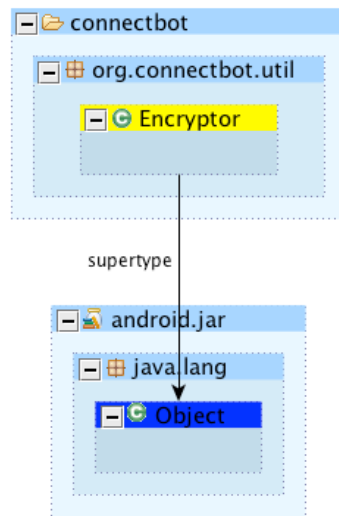 connectbot
org.connectbot.util
Encryptor
supertype
android.jar
java.lang
Object